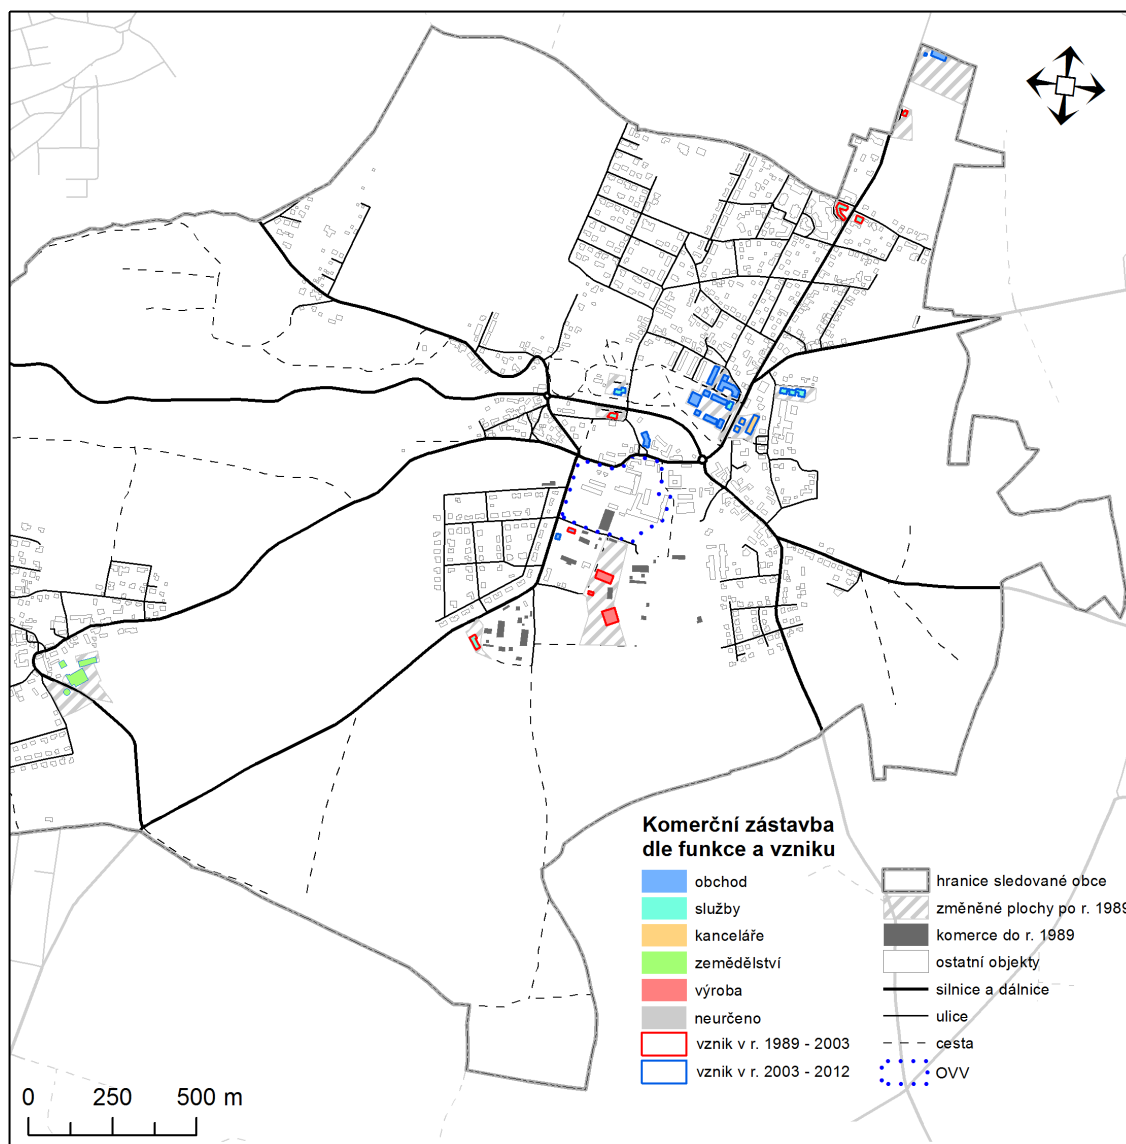 Komerční zástavba
dle funkce a vzniku
obchod
služby
kanceláře
zemědělství
výroba
neurčeno
vznik v r. 1989 - 2003
vznik v r. 2003 - 2012
hranice sledované obce
změněné plochy po r. 1989
komerce do r. 1989
ostatní objekty
silnice a dálnice
ulice
cesta
OVV
0 250 500 m